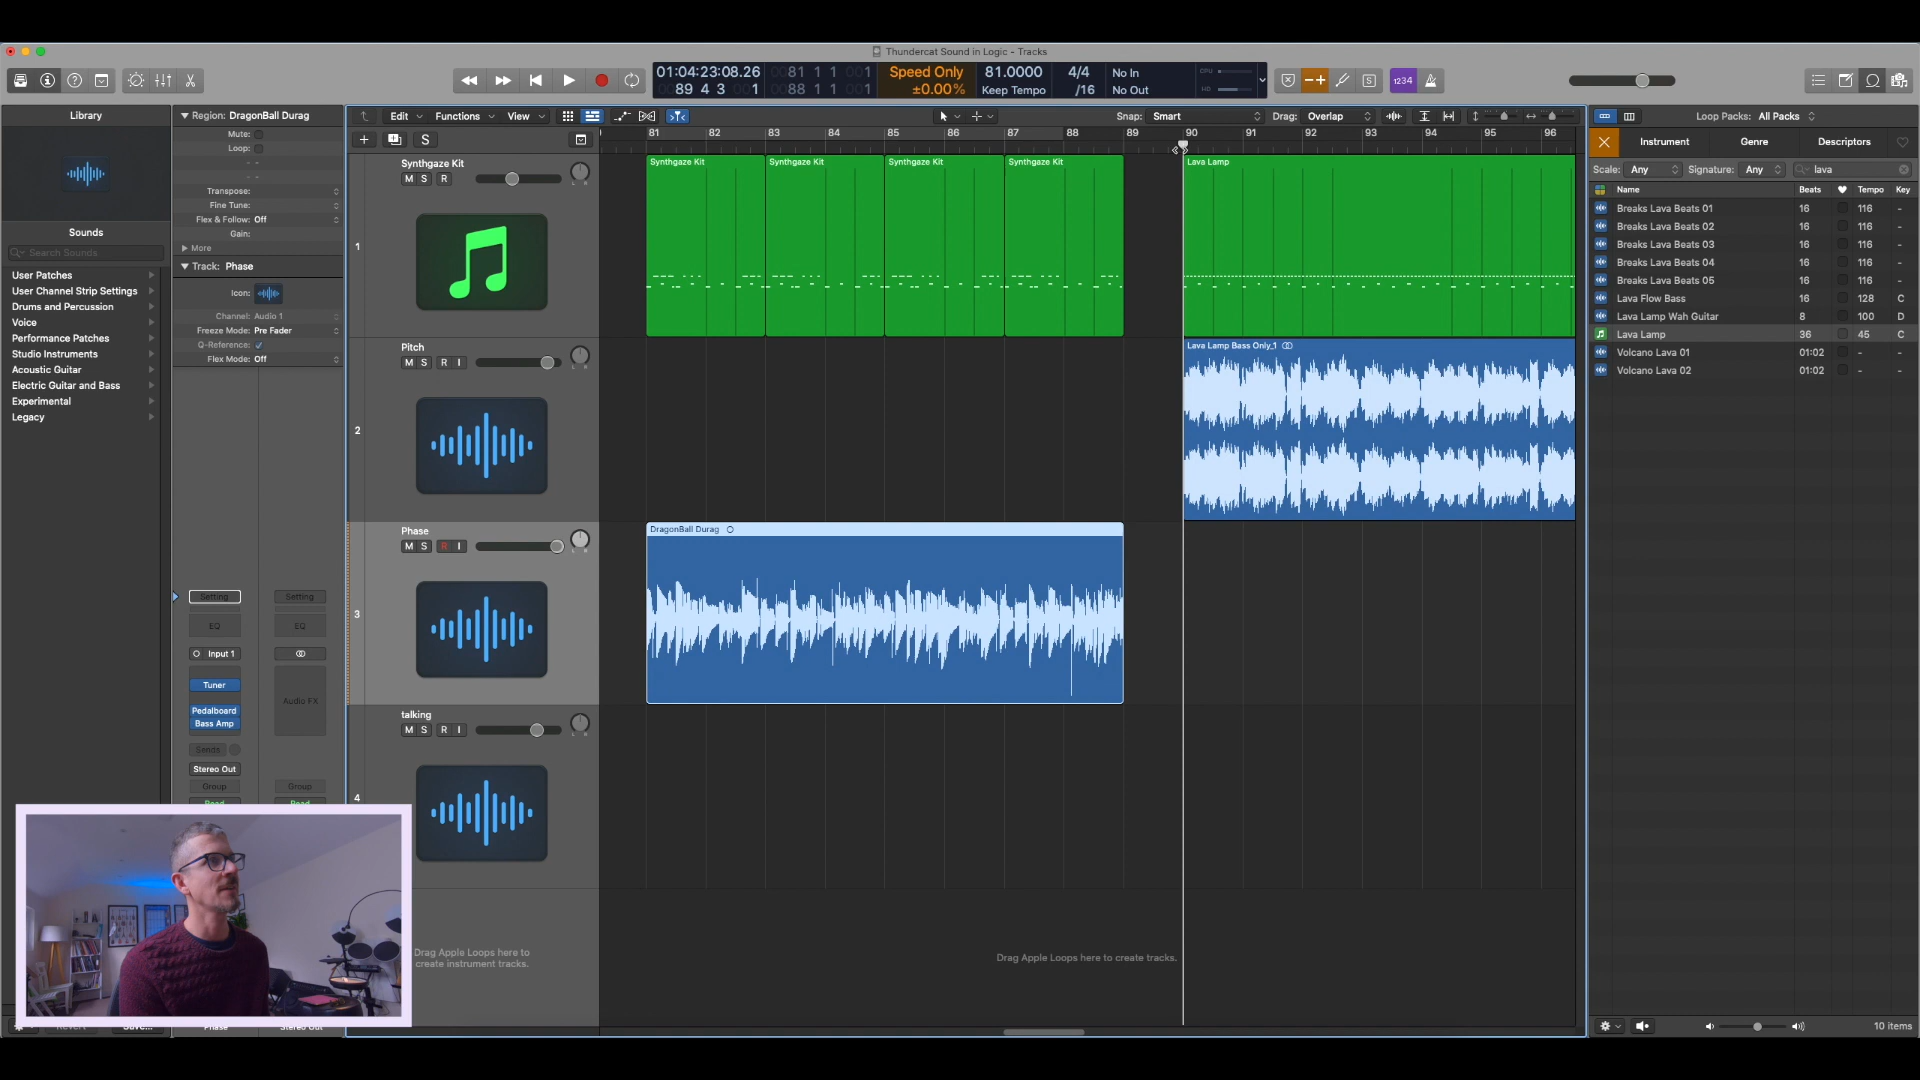 Thundercat Sound in Logic - Tracks
01:04:23:08.26
89 4 3 1
0081 1 1 001
0088 1 1 001
Speed Only
±0.00%
81.0000
Keep Tempo
4/4
/16
No In
No Out
CPU
HD
1234
Library
Sounds
Search Sounds
User Patches
User Channel Strip Settings
Drums and Percussion
Voice
Performance Patches
Studio Instruments
Acoustic Guitar
Electric Guitar and Bass
Experimental
Legacy
Region: DragonBall Durag
Mute:
Loop:
Transpose:
Fine Tune:
Flex & Follow: Off
Gain:
More
Track: Phase
Icon:
Channel: Audio 1
Freeze Mode: Pre Fader
Q-Reference:
Flex Mode: Off
Setting
Setting
EQ
EQ
Input 1
Tuner
Pedalboard
Bass Amp
Audio FX
Sends
Stereo Out
Group
Group
Read
Read
Phase
Stereo Out
Revert
Save...
Edit
Functions
View
Snap: Smart
Drag: Overlap
S
81 82 83 84 85 86 87 88 90 91 92 93 94 95 96
1
Synthgaze Kit
M S R
2
Pitch
M S R I
3
Phase
M S R I
4
talking
M S R I
Synthgaze Kit
Synthgaze Kit
Synthgaze Kit
Synthgaze Kit
Lava Lamp
Lava Lamp Bass Only_1
DragonBall Durag
Drag Apple Loops here to
create instrument tracks.
Drag Apple Loops here to create tracks.
Loop Packs: All Packs
Instrument
Genre
Descriptors
Scale: Any
Signature: Any
lava
Name Beats Tempo Key
Breaks Lava Beats 01 16 116 -
Breaks Lava Beats 02 16 116 -
Breaks Lava Beats 03 16 116 -
Breaks Lava Beats 04 16 116 -
Breaks Lava Beats 05 16 116 -
Lava Flow Bass 16 128 C
Lava Lamp Wah Guitar 8 100 D
Lava Lamp 36 45 C
Volcano Lava 01 01:02 - -
Volcano Lava 02 01:02 - -
10 items